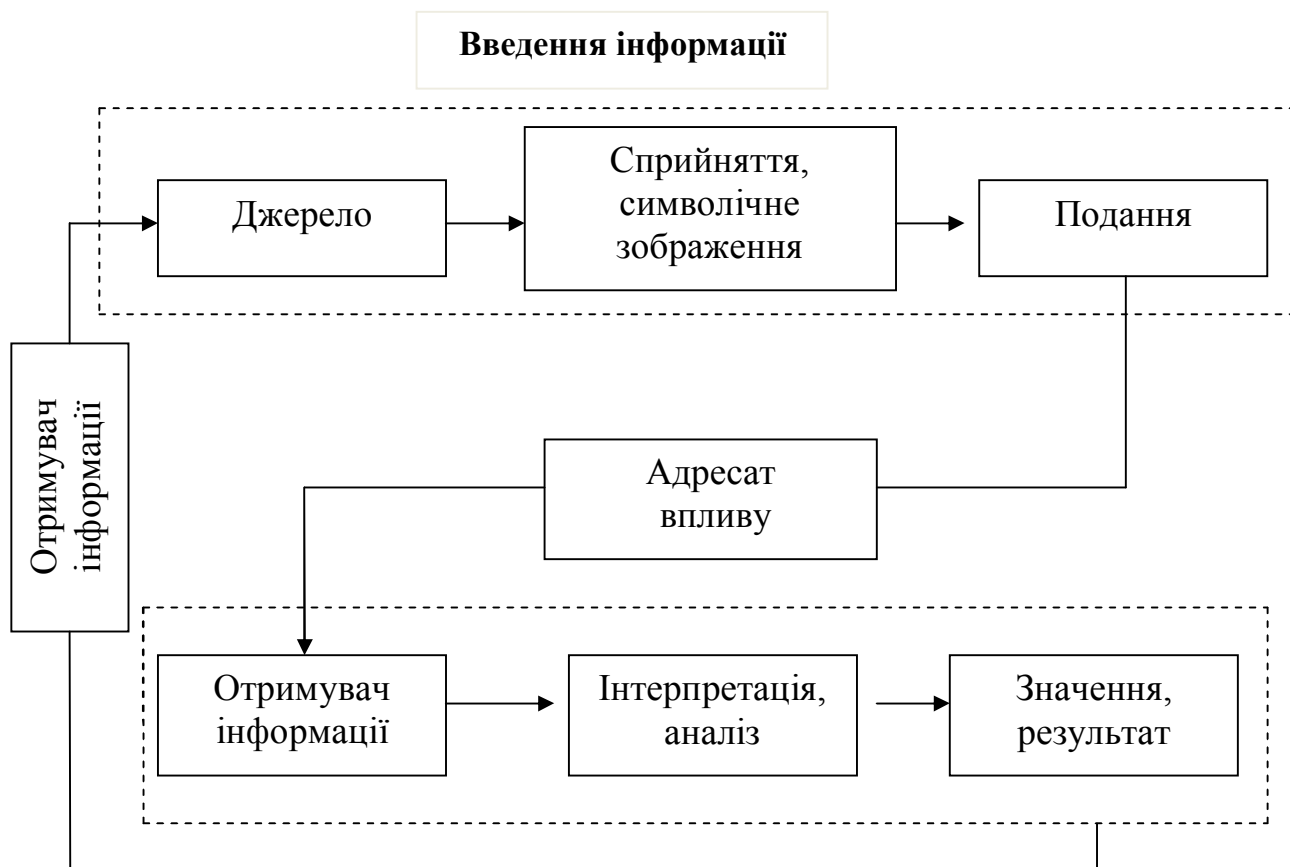 Введення інформації
Джерело
Сприйняття,
символічне
зображення
Подання
Отримувач
інформації
Адресат
впливу
Отримувач
інформації
Інтерпретація,
аналіз
Значення,
результат